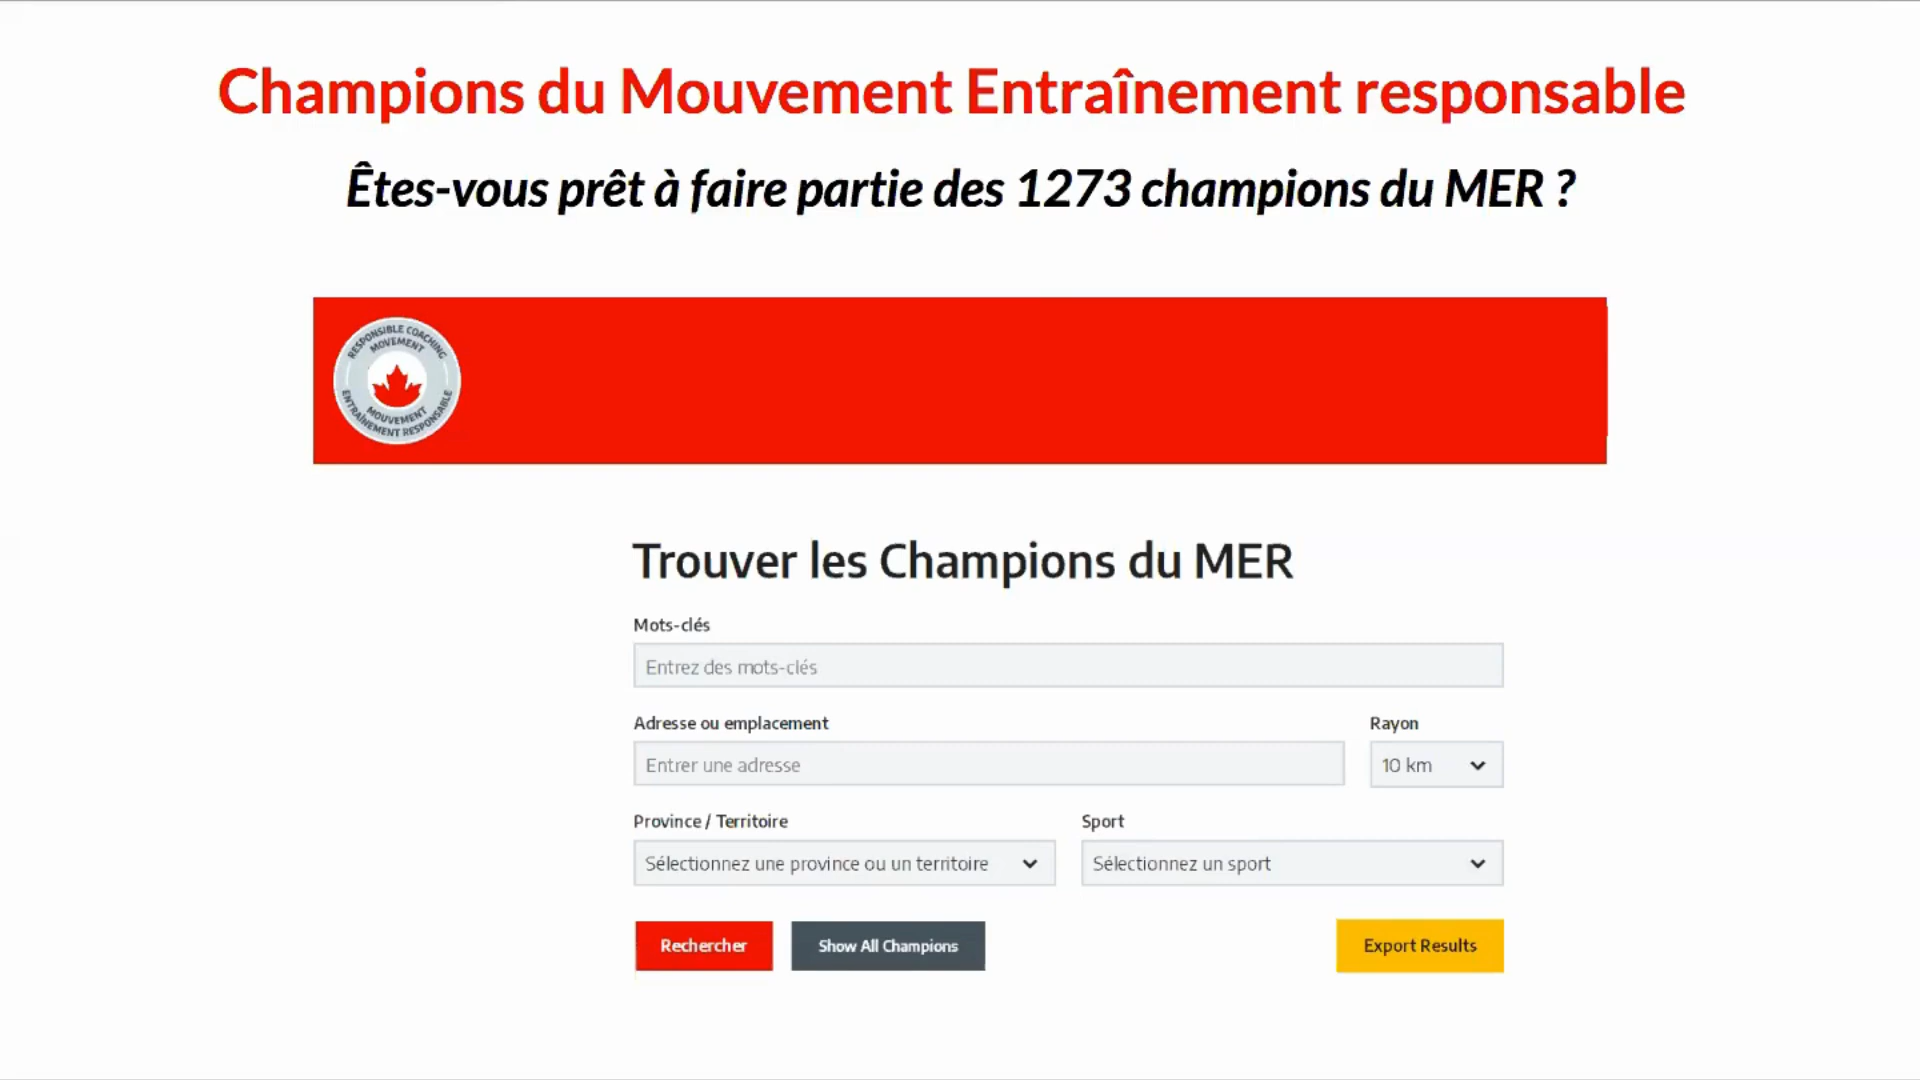 Champions du Mouvement Entraînement responsable
Êtes-vous prêt à faire partie des 1273 champions du MER ?
RESPONSIBLE COACHING
MOVEMENT
MOUVEMENT
ENTRAÎNEMENT RESPONSABLE
Trouver les Champions du MER
Mots-clés
Entrez des mots-clés
Adresse ou emplacement
Rayon
Entrer une adresse
10 km
Province / Territoire
Sport
Sélectionnez une province ou un territoire
Sélectionnez un sport
Rechercher
Show All Champions
Export Results